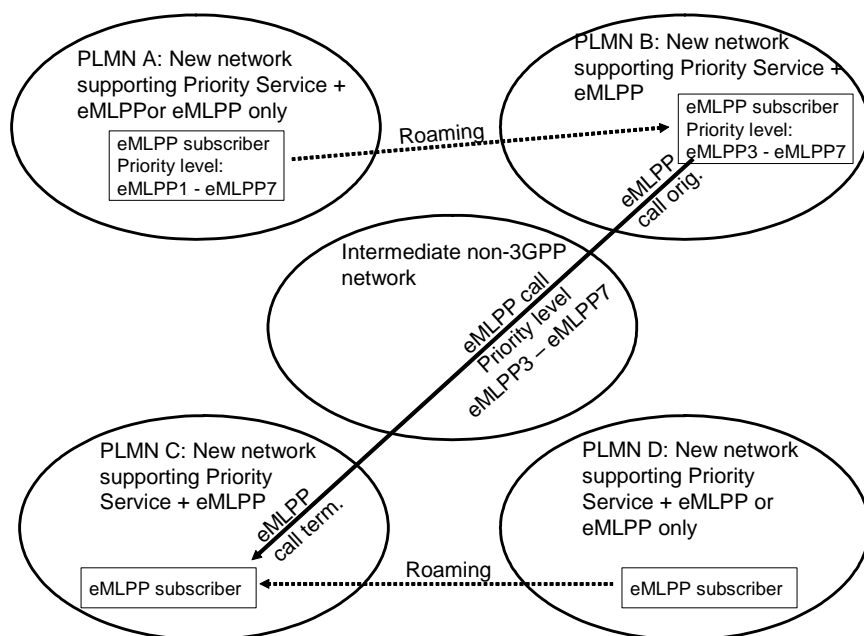 PLMN A: New network
supporting Priority Service +
eMLPPor eMLPP only
eMLPP subscriber
Priority level:
eMLPP1 - eMLPP7
Roaming
PLMN B: New network
supporting Priority Service +
eMLPP
eMLPP subscriber
Priority level:
eMLPP3 - eMLPP7
eMLPP
call orig.
Intermediate non-3GPP
network
eMLPP call
Priority level
eMLPP3 – eMLPP7
PLMN C: New network
supporting Priority
Service + eMLPP
eMLPP
call term.
eMLPP subscriber
Roaming
PLMN D: New network
supporting Priority
Service + eMLPP or
eMLPP only
eMLPP subscriber